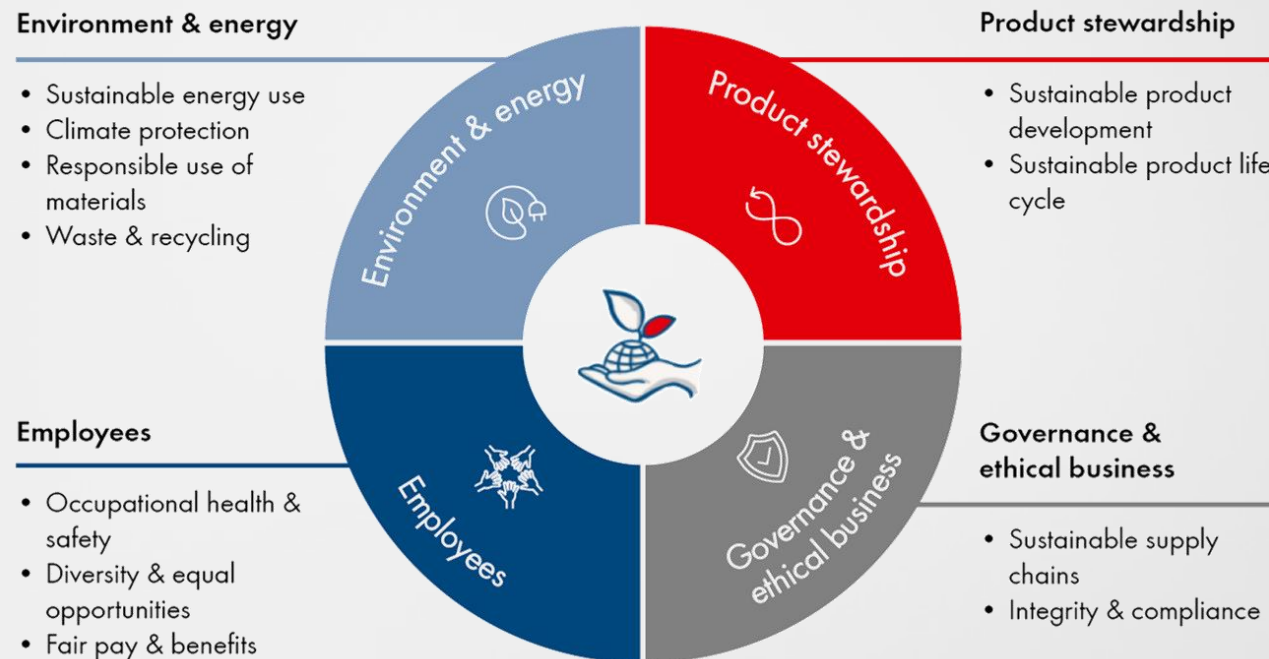 Environment & energy
• Sustainable energy use
• Climate protection
• Responsible use of
materials
• Waste & recycling
Product stewardship
• Sustainable product
development
• Sustainable product life
cycle
Environment & energy
Product stewardship
Employees
Governance &
ethical business
Employees
• Occupational health &
safety
• Diversity & equal
opportunities
• Fair pay & benefits
Governance &
ethical business
• Sustainable supply
chains
• Integrity & compliance